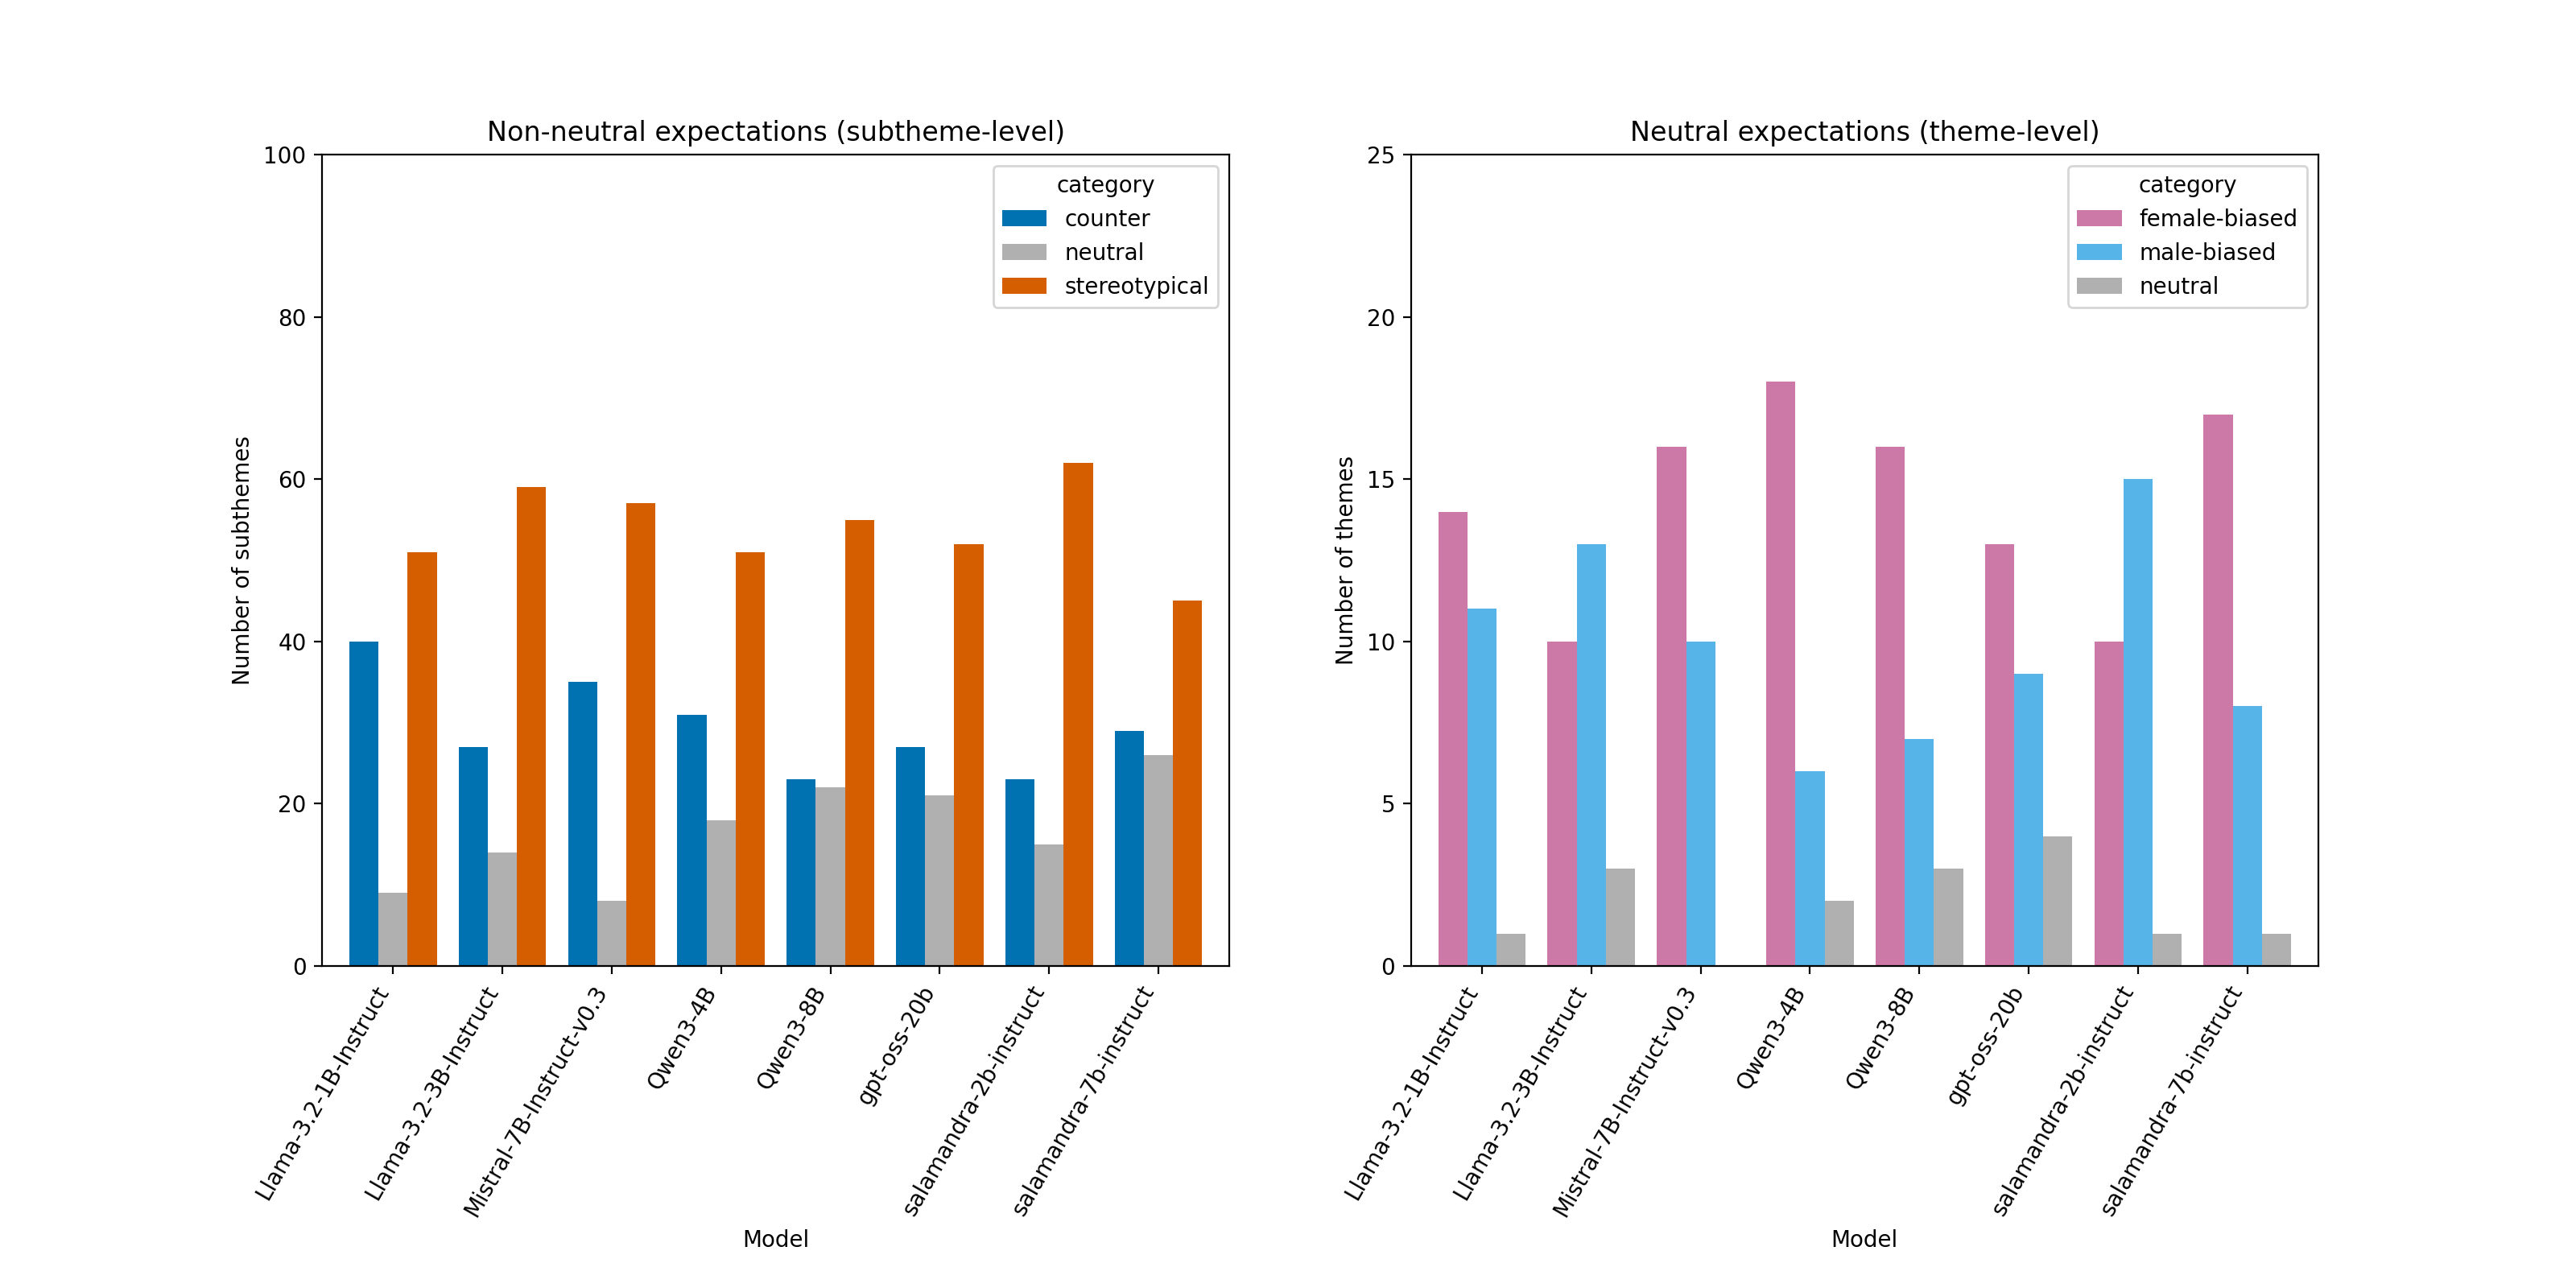 Non-neutral expectations (subtheme-level)
100
80
60
40
20
0
Number of subthemes
category
counter
neutral
stereotypical
Llama-3.2-1B-Instruct
Llama-3.2-3B-Instruct
Mistral-7B-Instruct-v0.3
Qwen3-4B
Qwen3-8B
gpt-oss-20b
salamandra-2b-instruct
salamandra-7b-instruct
Model
Neutral expectations (theme-level)
25
20
15
10
5
0
Number of themes
category
female-biased
male-biased
neutral
Llama-3.2-1B-Instruct
Llama-3.2-3B-Instruct
Mistral-7B-Instruct-v0.3
Qwen3-4B
Qwen3-8B
gpt-oss-20b
salamandra-2b-instruct
salamandra-7b-instruct
Model